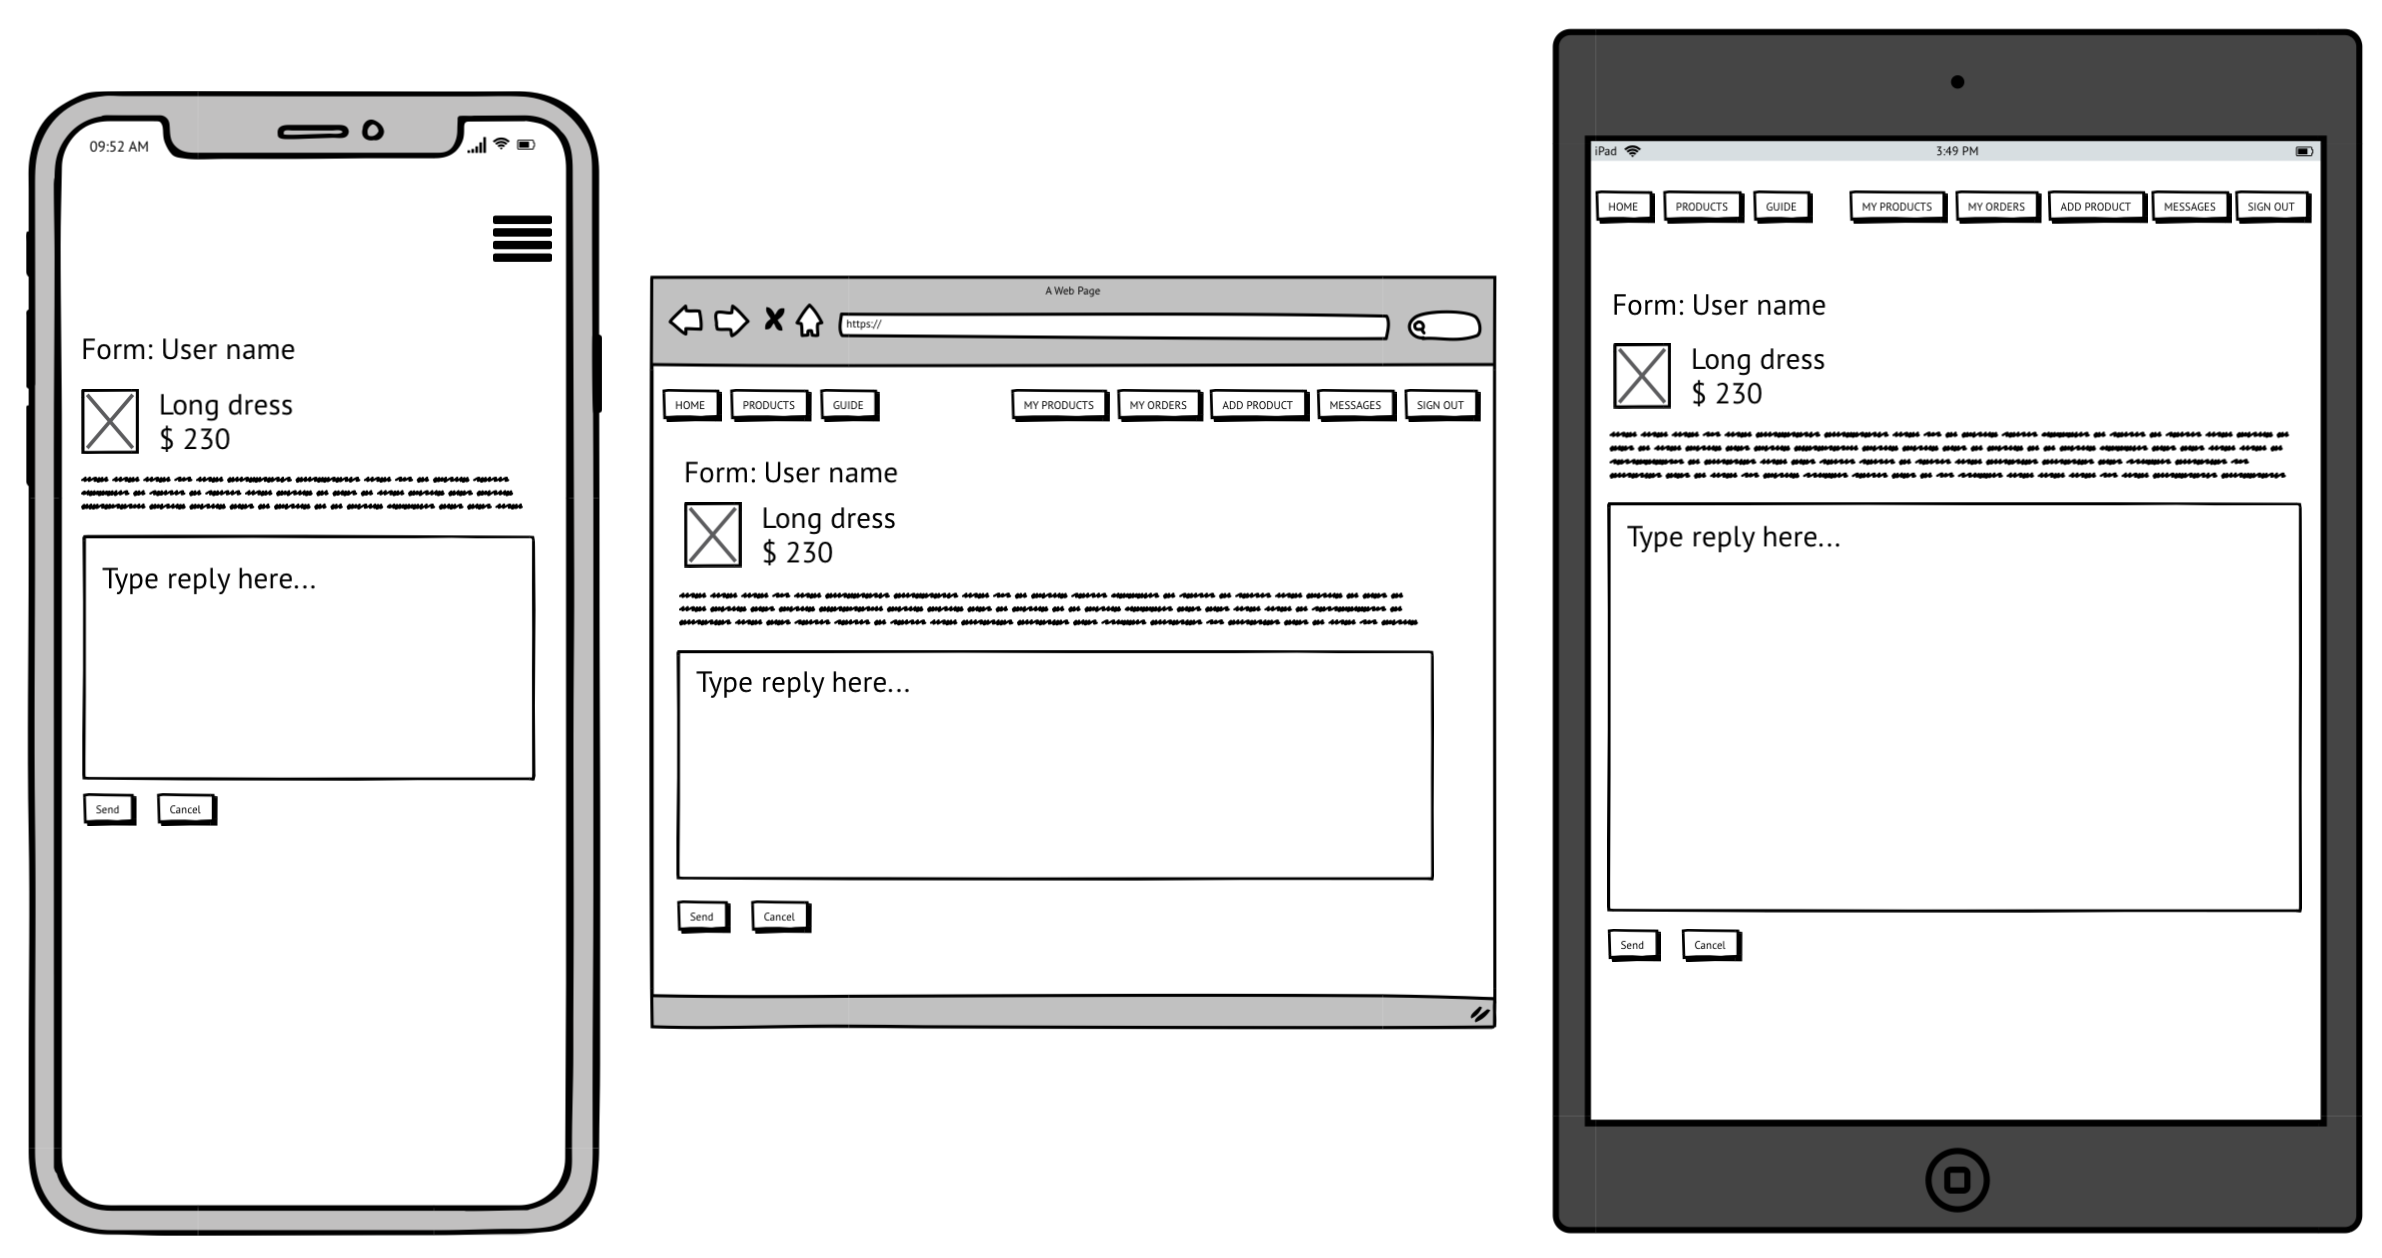 09:52 AM
Form: User name
Long dress
$ 230
Type reply here...
Send Cancel
A Web Page
https://
HOME PRODUCTS GUIDE MY PRODUCTS MY ORDERS ADD PRODUCT MESSAGES SIGN OUT
Form: User name
Long dress
$ 230
Type reply here...
Send Cancel
iPad 3:49 PM
HOME PRODUCTS GUIDE MY PRODUCTS MY ORDERS ADD PRODUCT MESSAGES SIGN OUT
Form: User name
Long dress
$ 230
Type reply here...
Send Cancel